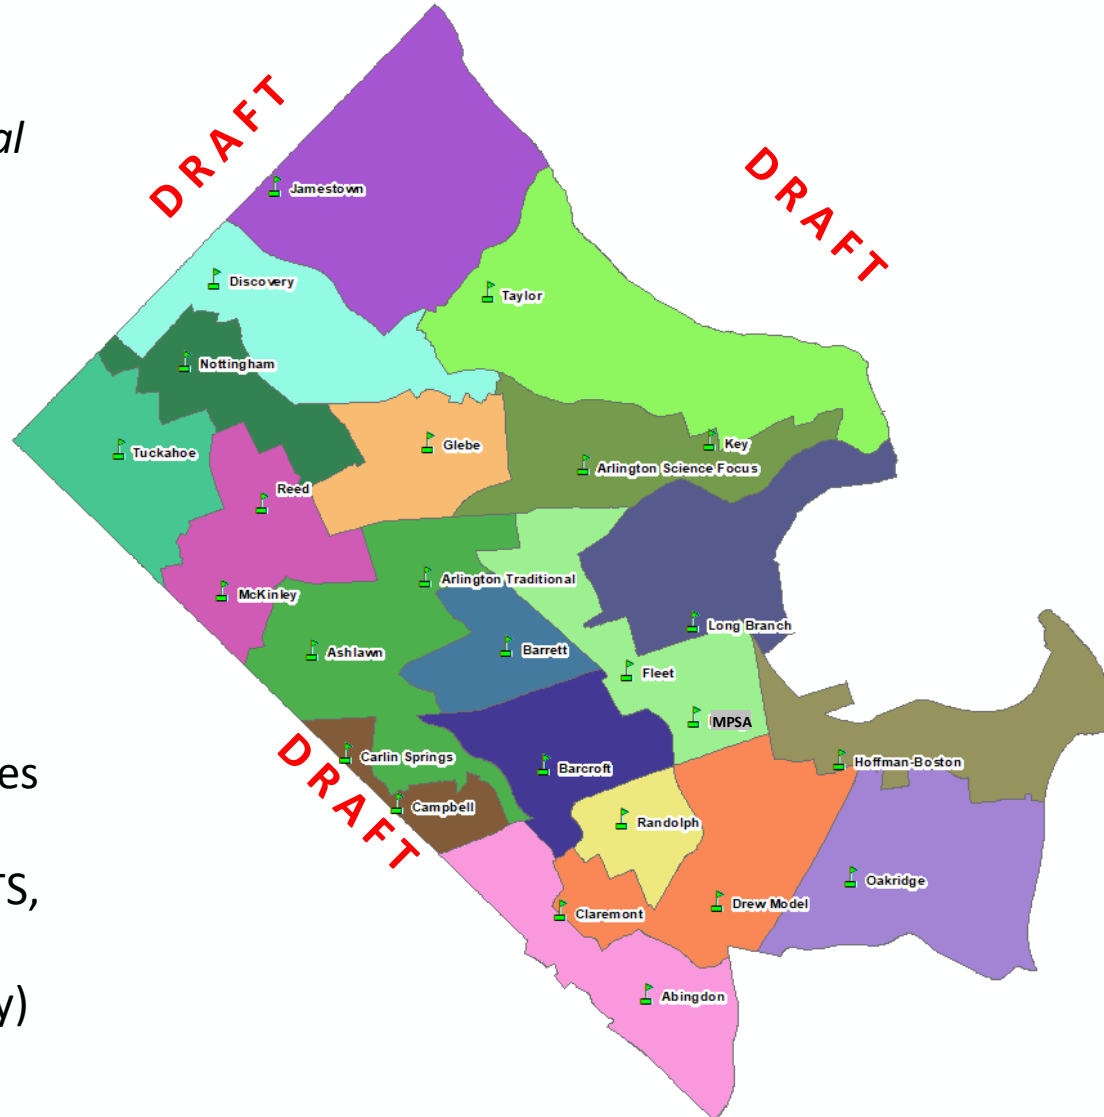 DRAFT
DRAFT
al
Jamestown
Discovery
Taylor
Nottingham
Tuckahoe
Glebe
Key
Arlington Science Focus
Reed
McKinley
Arlington Traditional
Ashlawn
Barrett
Long Branch
Fleet
MPSA
Carlin Springs
Barcroft
Hoffman-Boston
es
DRAFT
Campbell
Randolph
TS,
Oakridge
Drew Model
Claremont
y)
Abingdon